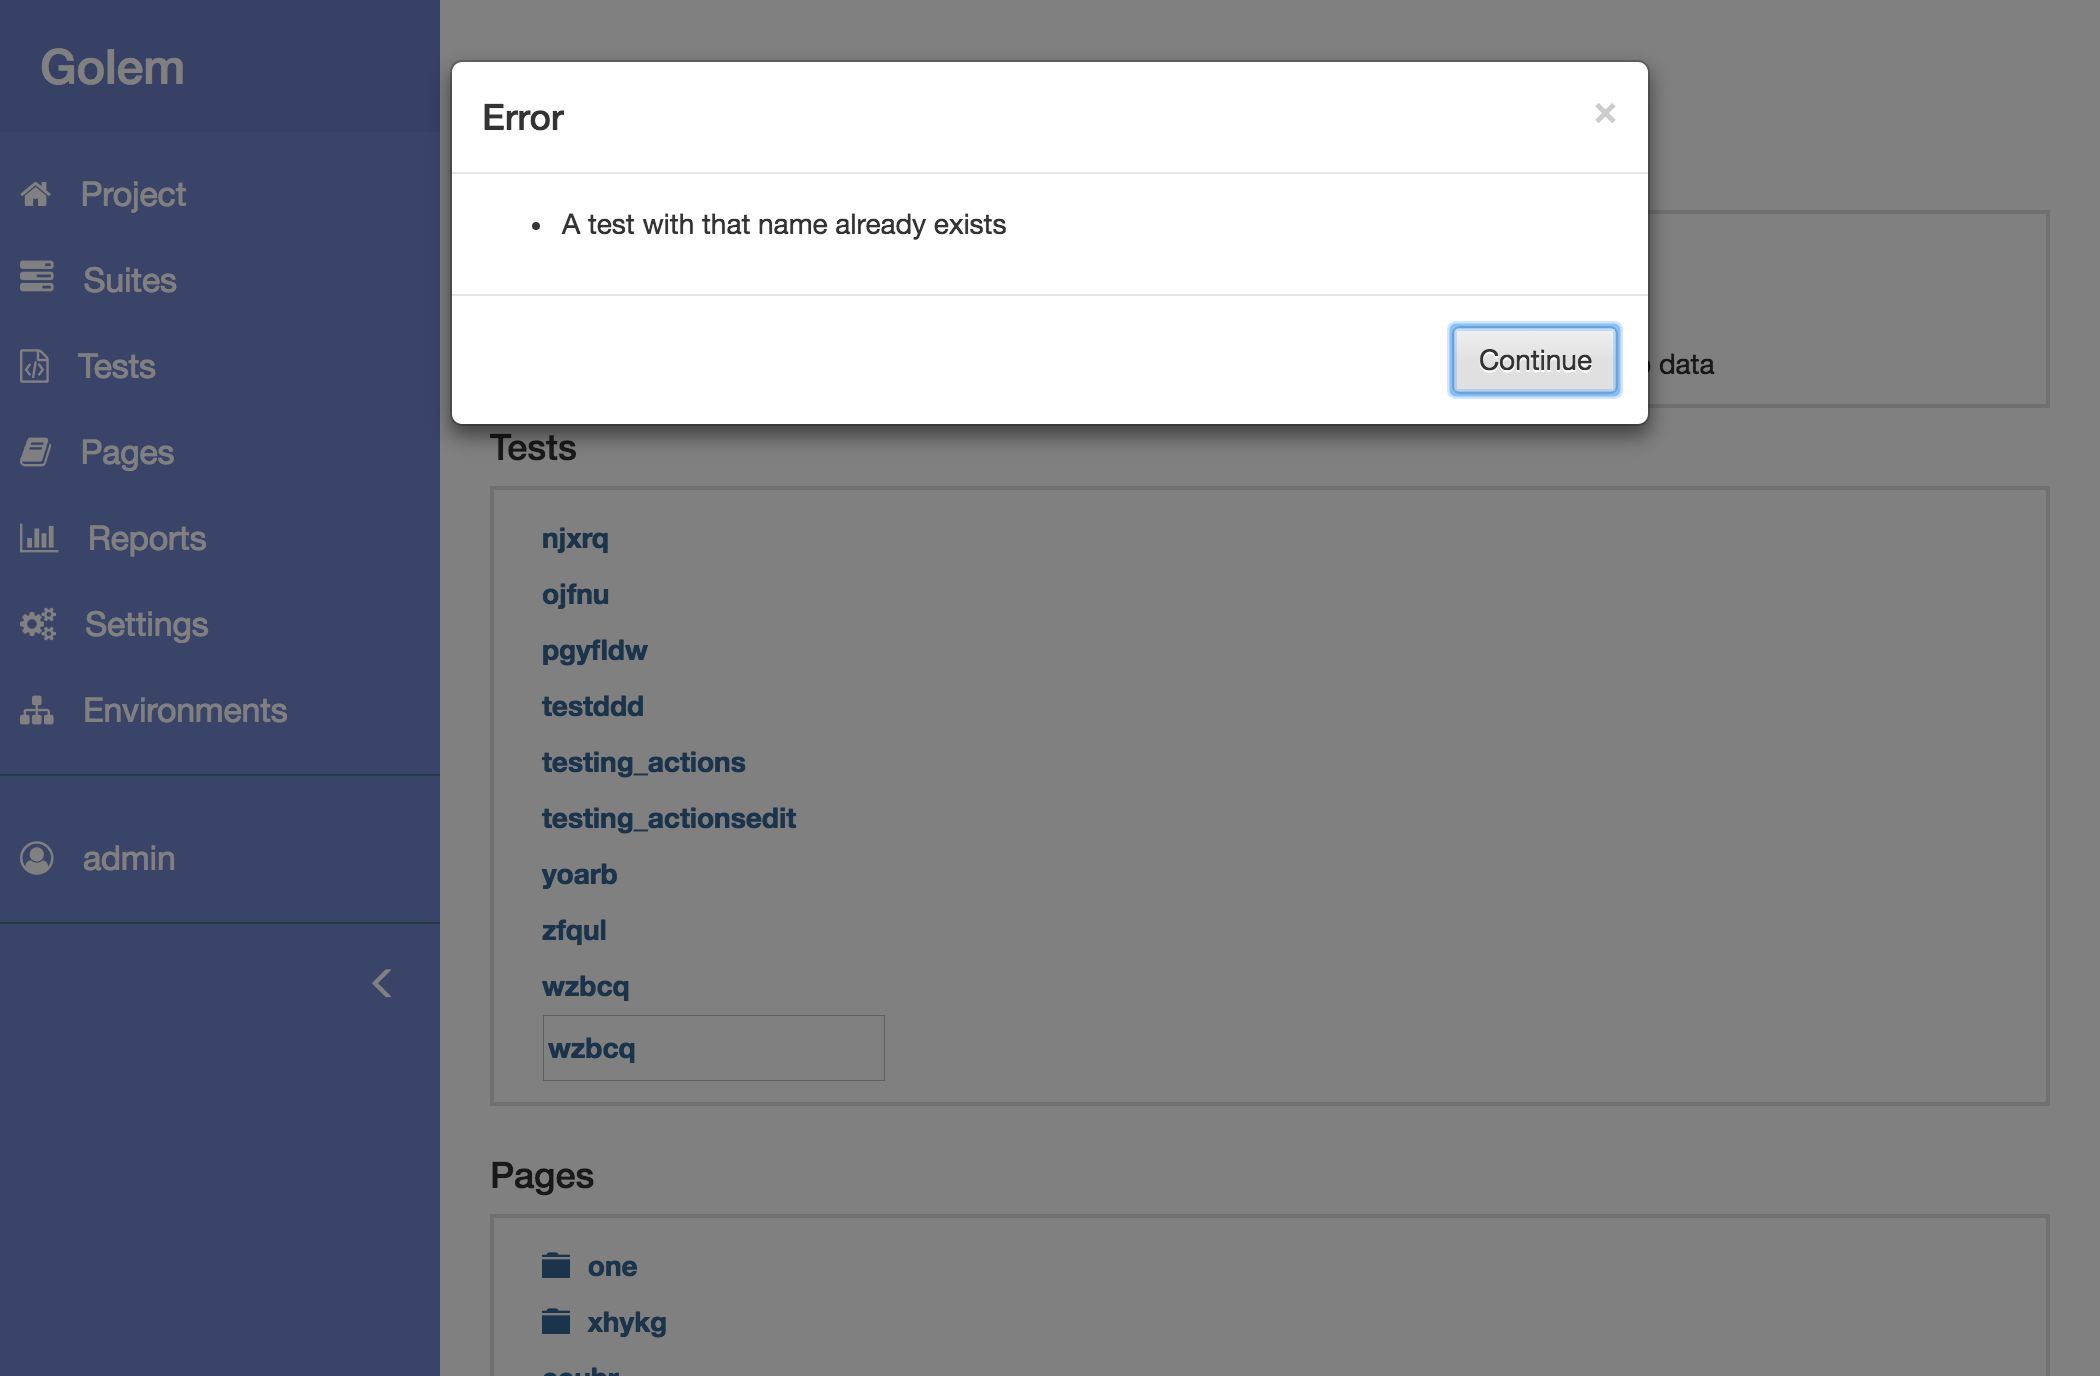 Golem
Project
Suites
Tests
Pages
Reports
Settings
Environments
admin
Error
×
• A test with that name already exists
Continue
data
Tests
njxrq
ojfnu
pgyfldw
testddd
testing_actions
testing_actionsedit
yoarb
zfqul
wzbcq
wzbcq
Pages
one
xhykg